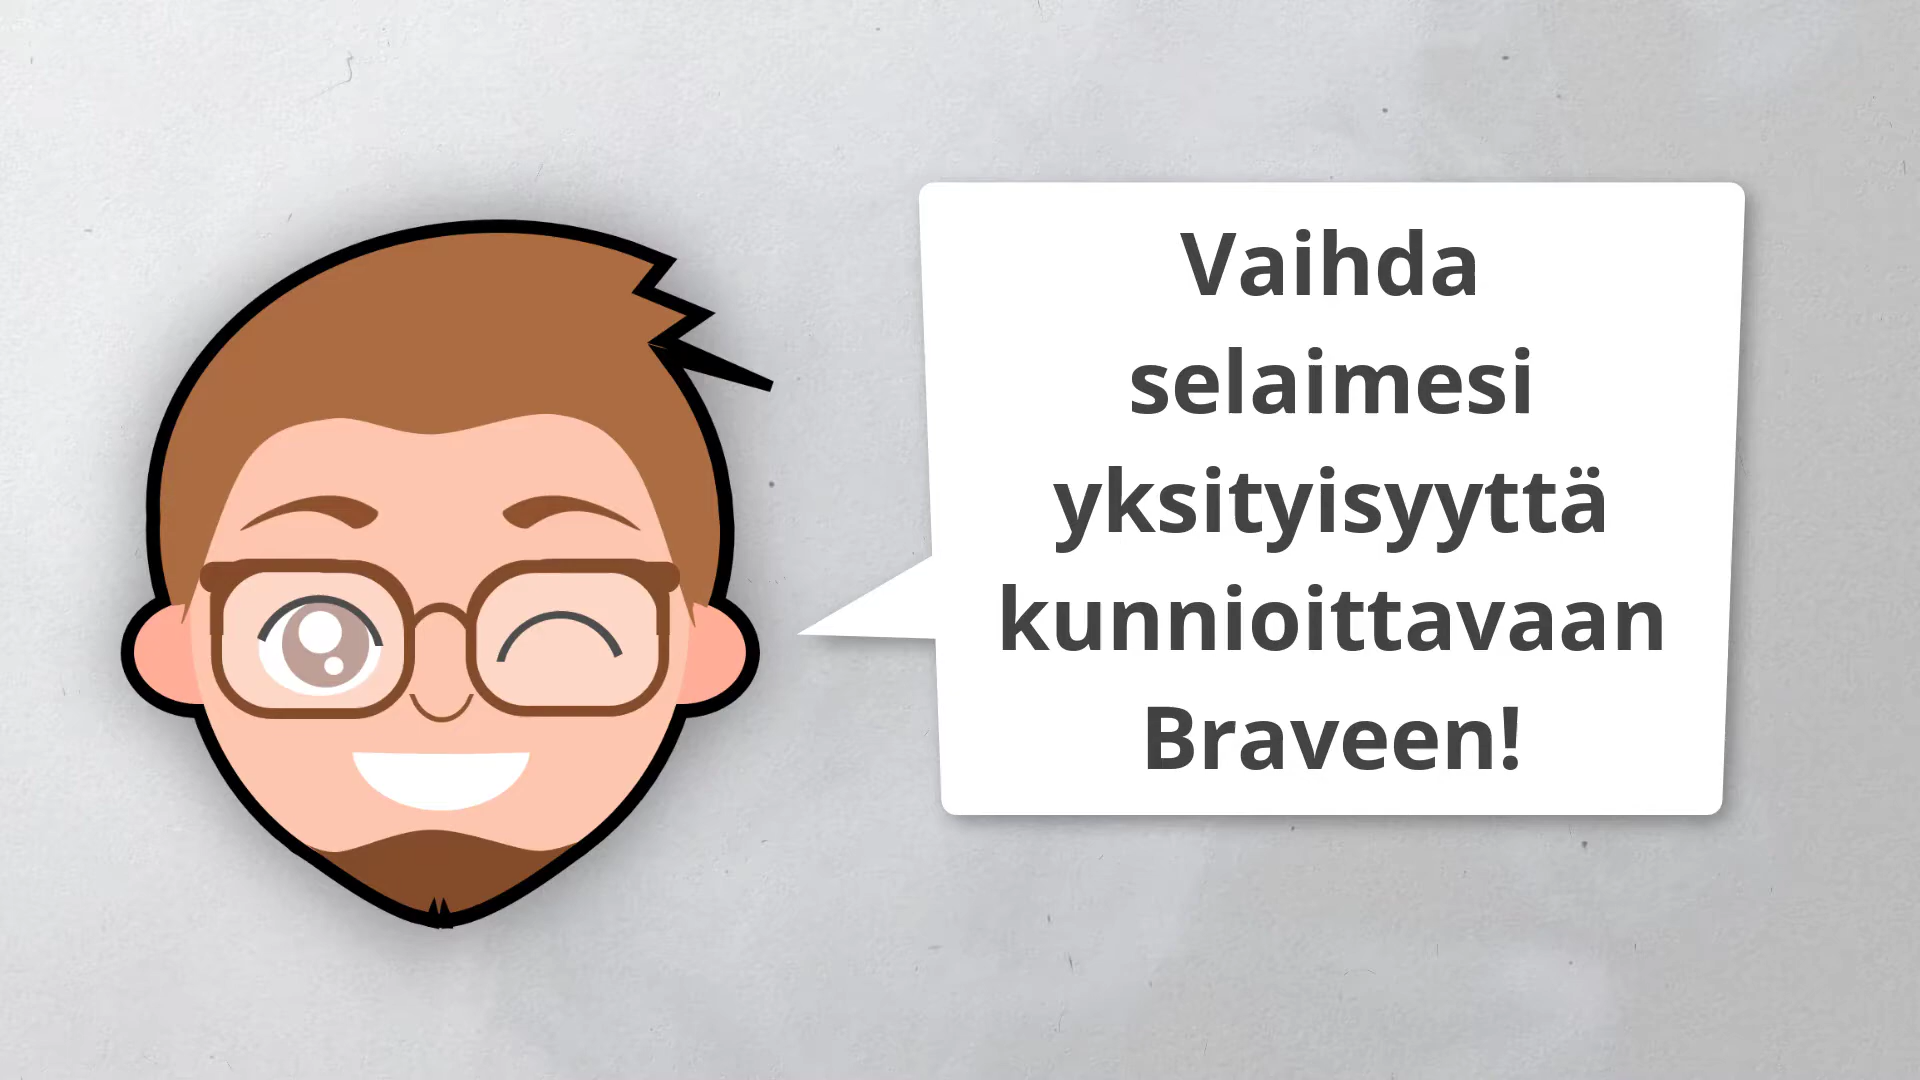 Vaihda
selaimesi
yksityisyyttä
kunnioittavaan
Braveen!